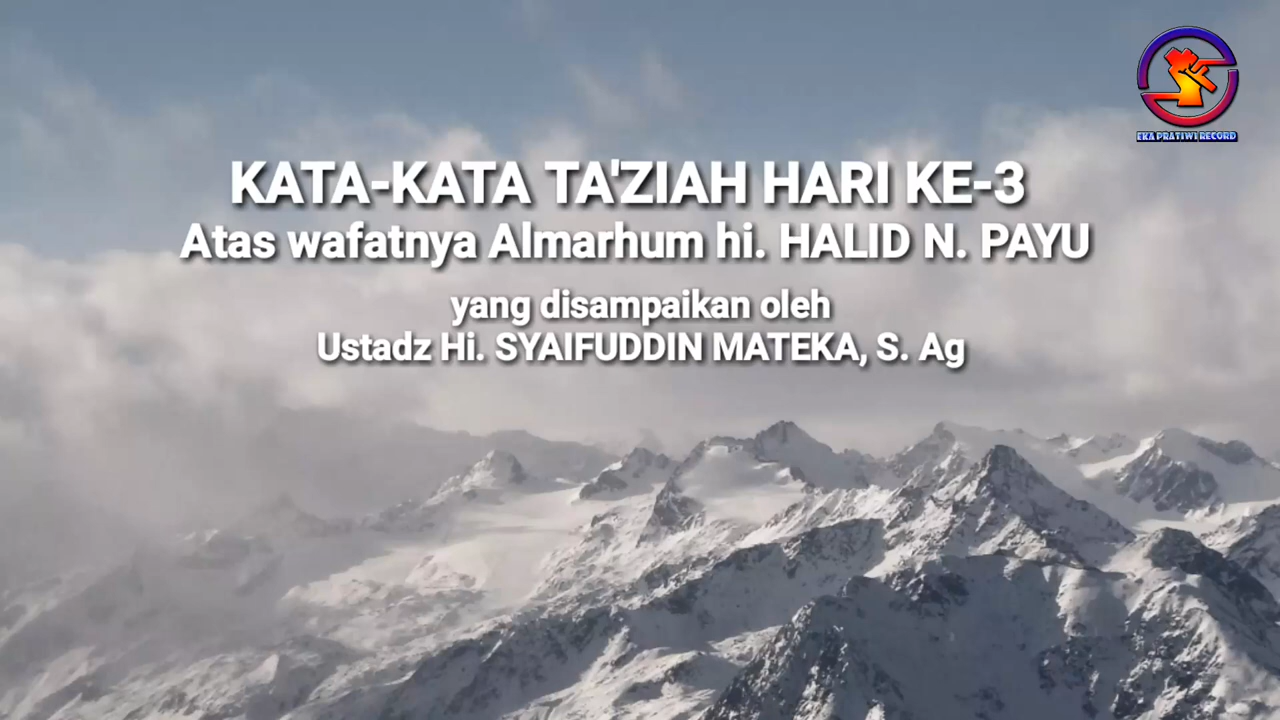 EKA PRATIWI RECORD
KATA-KATA TA'ZIAH HARI KE-3
Atas wafatnya Almarhum hi. HALID N. PAYU
yang disampaikan oleh
Ustadz Hi. SYAIFUDDIN MATEKA, S. Ag